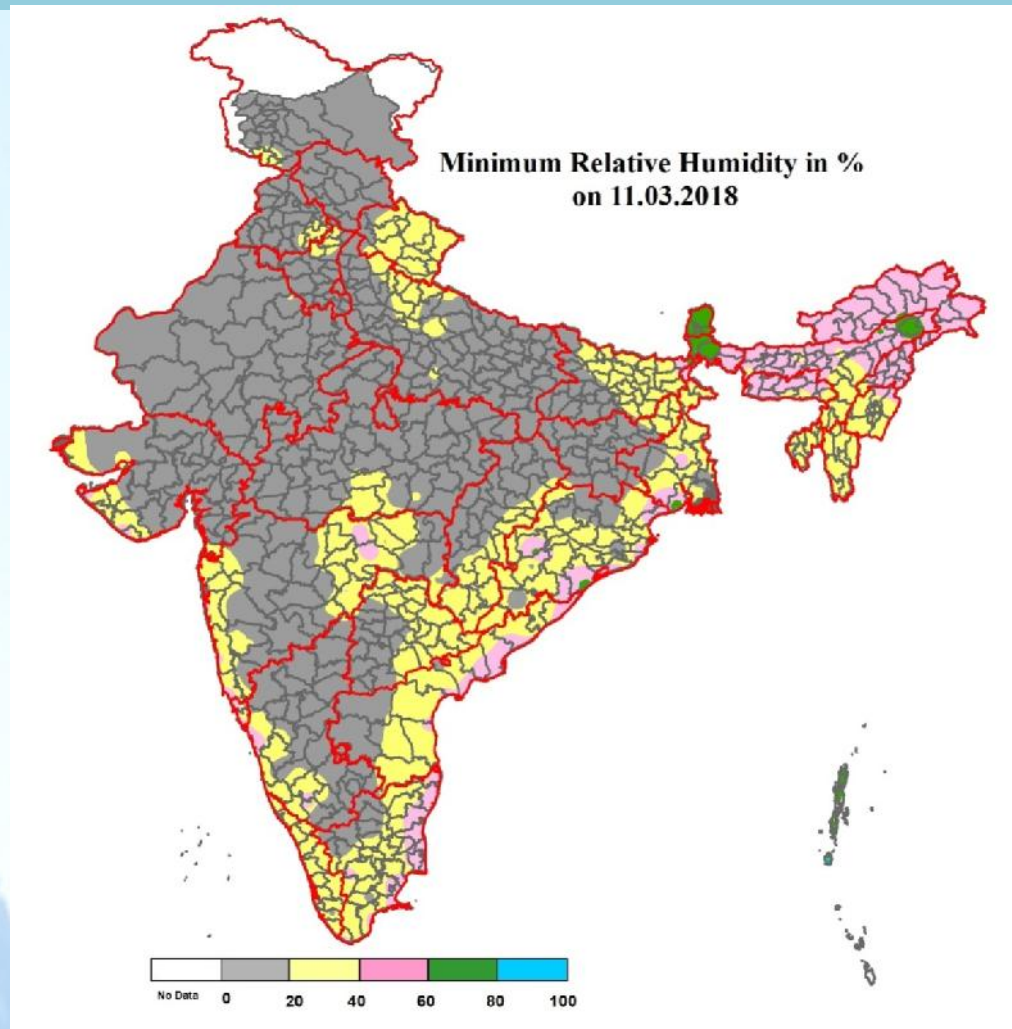 Minimum Relative Humidity in %
on 11.03.2018
No Data 0 20 40 60 80 100